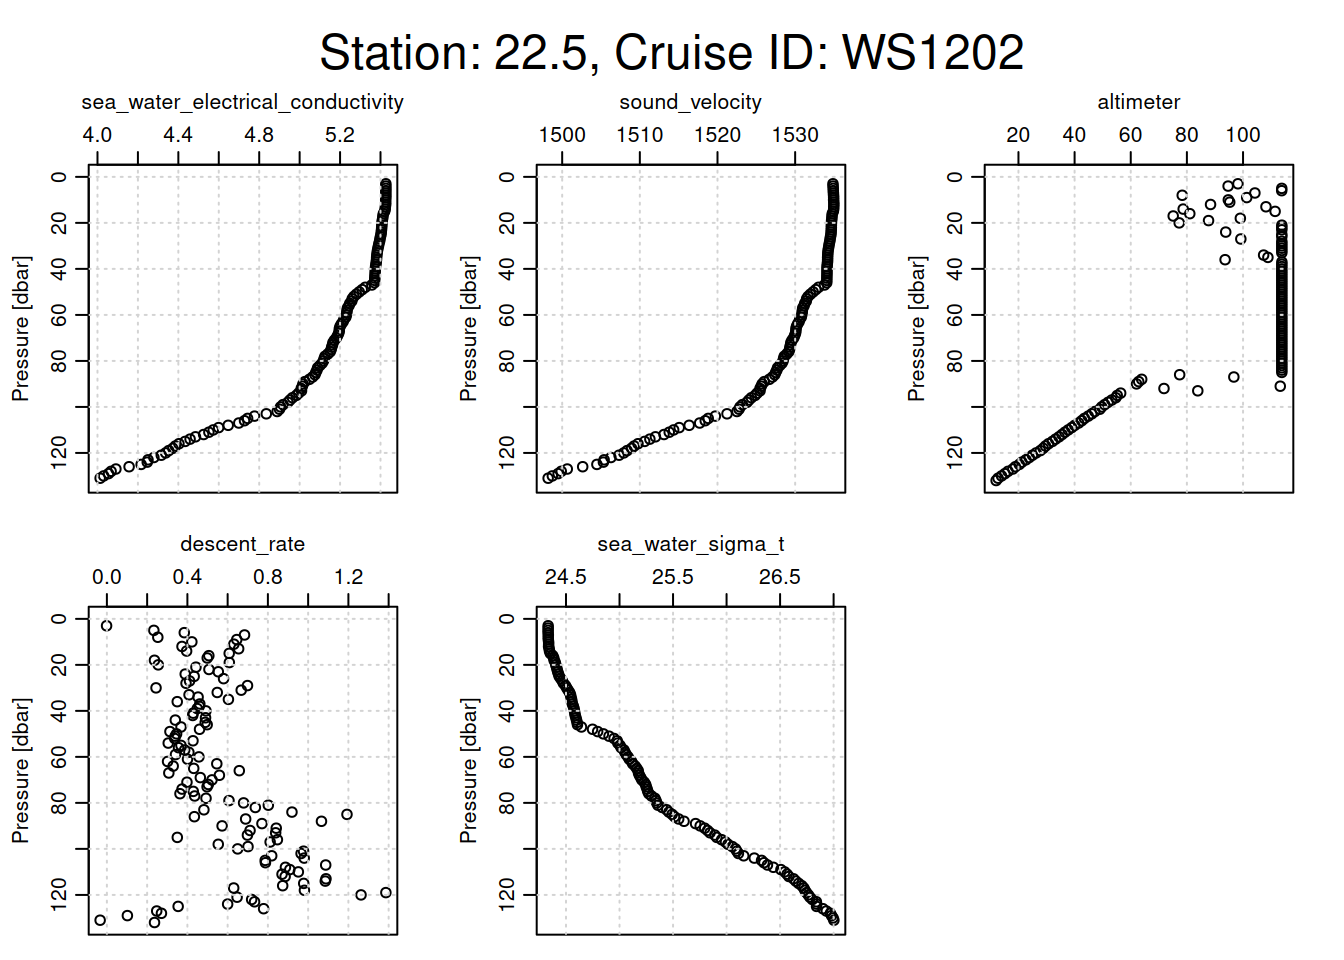 Station: 22.5, Cruise ID: WS1202
sea_water_electrical_conductivity
4.0 4.4 4.8 5.2
Pressure [dbar]
0 20 40 60 80 120
sound_velocity
1500 1510 1520 1530
Pressure [dbar]
0 20 40 60 80 120
altimeter
20 40 60 80 100
Pressure [dbar]
0 20 40 60 80 120
descent_rate
0.0 0.4 0.8 1.2
Pressure [dbar]
0 20 40 60 80 120
sea_water_sigma_t
24.5 25.5 26.5
Pressure [dbar]
0 20 40 60 80 120